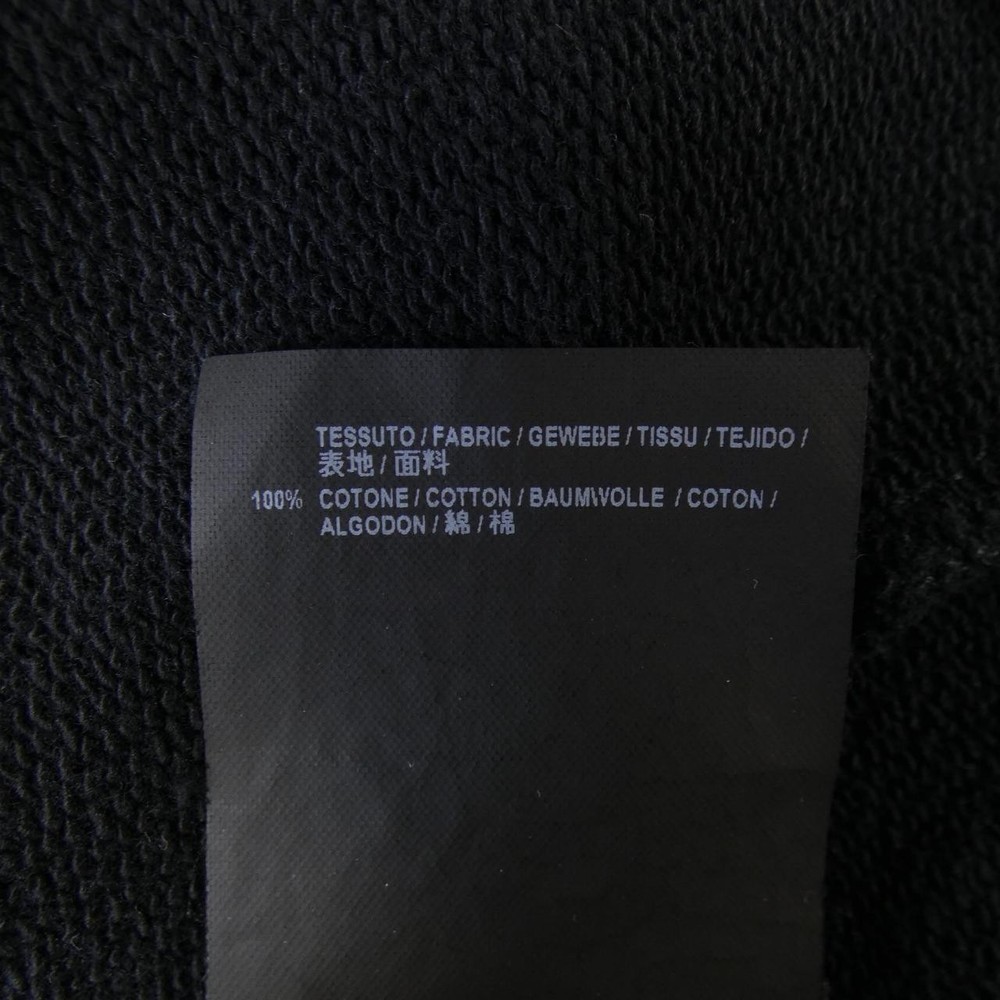 TESSUTO / FABRIC / GEWEBE / TISSU / TEJIDO /
表地 / 面料
100% COTONE / COTTON / BAUMWOLLE / COTON /
ALGODON / 綿 / 棉